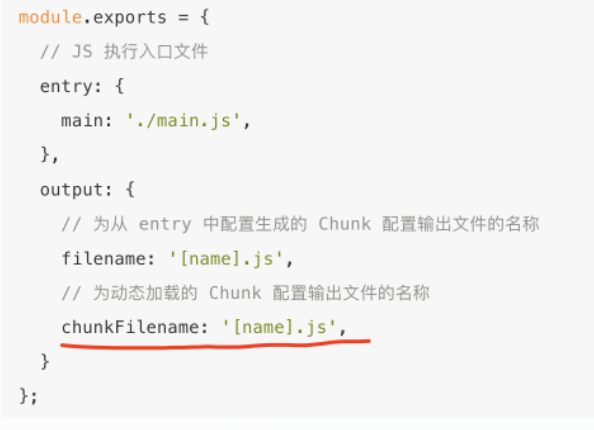 module.exports = {
// JS 执行入口文件
entry: {
main: './main.js',
},
output: {
// 为从 entry 中配置生成的 Chunk 配置输出文件的名称
filename: '[name].js',
// 为动态加载的 Chunk 配置输出文件的名称
chunkFilename: '[name].js',
}
};